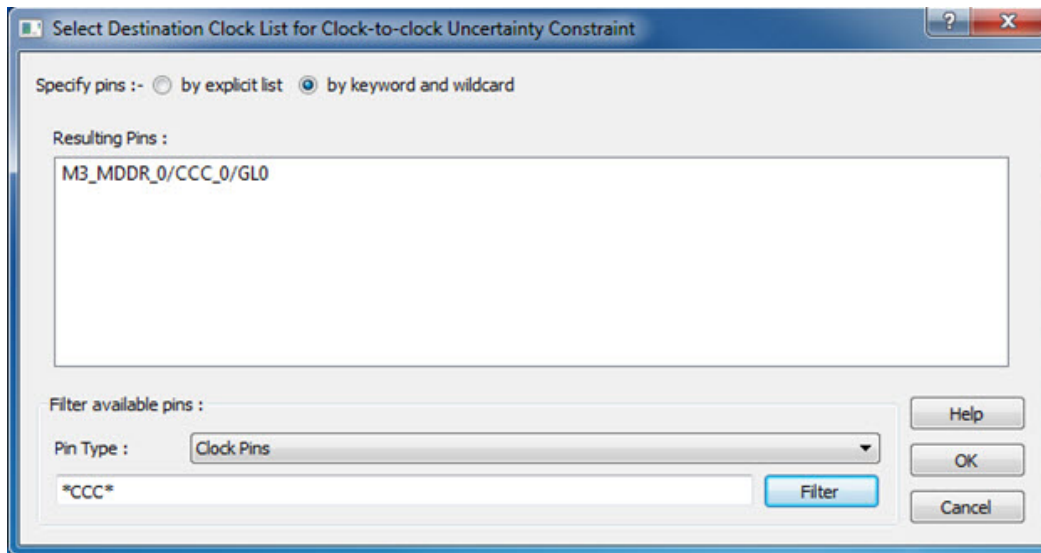 Select Destination Clock List for Clock-to-clock Uncertainty Constraint
Specify pins :- by explicit list by keyword and wildcard
Resulting Pins :
M3_MDDR_0/CCC_0/GL0
Filter available pins :
Pin Type : Clock Pins
*CCC* Filter
Help
OK
Cancel